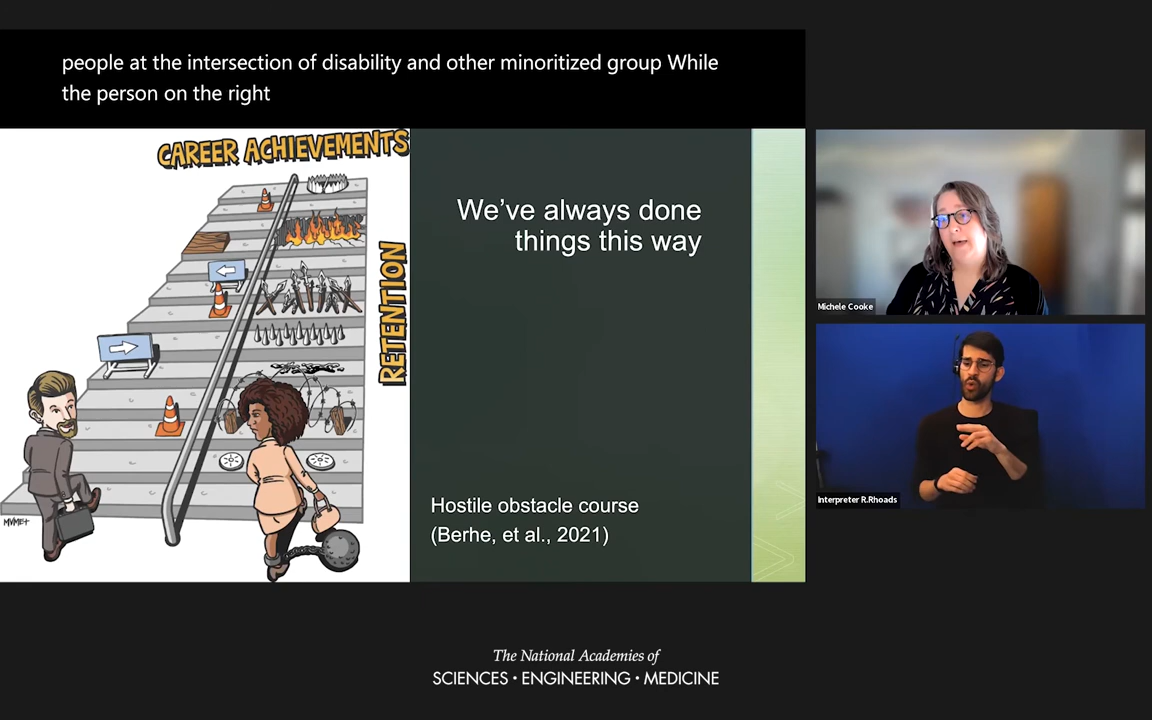 people at the intersection of disability and other minoritized group While
the person on the right
CAREER ACHIEVEMENTS
RETENTION
MVMET
We've always done
things this way
Hostile obstacle course
(Berhe, et al., 2021)
Michele Cooke
Interpreter R.Rhoads
The National Academies of
SCIENCES · ENGINEERING · MEDICINE